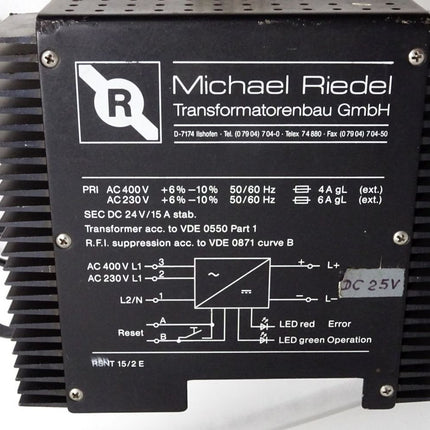 R
Michael Riedel
Transformatorenbau GmbH
D-7174 Ilshofen · Tel. (0 79 04) 7 04-0 · Telex 74 880 · Fax (0 79 04) 7 04-50
PRI AC 400 V +6% −10% 50/60 Hz 4 A gL (ext.)
AC 230 V +6% −10% 50/60 Hz 6 A gL (ext.)
SEC DC 24 V/15 A stab.
Transformer acc. to VDE 0550 Part 1
R.F.I. suppression acc. to VDE 0871 curve B
AC 400 V L1 3 ~ + L+
AC 230 V L1 2
DC 25V
L2/N 1 − L−
Reset A LED red Error
B LED green Operation
RSNT 15/2 E